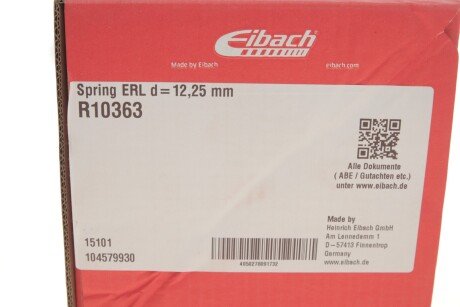 Eibach
Made by Eibach
eibach.com
Spring ERL d=12,25 mm
R10363
Alle Dokumente
( ABE / Gutachten etc.)
unter www.eibach.de
Made by
Heinrich Eibach GmbH
Am Lennedamm 1
D-57413 Finnentrop
Germany
www.eibach.de
15101
104579930